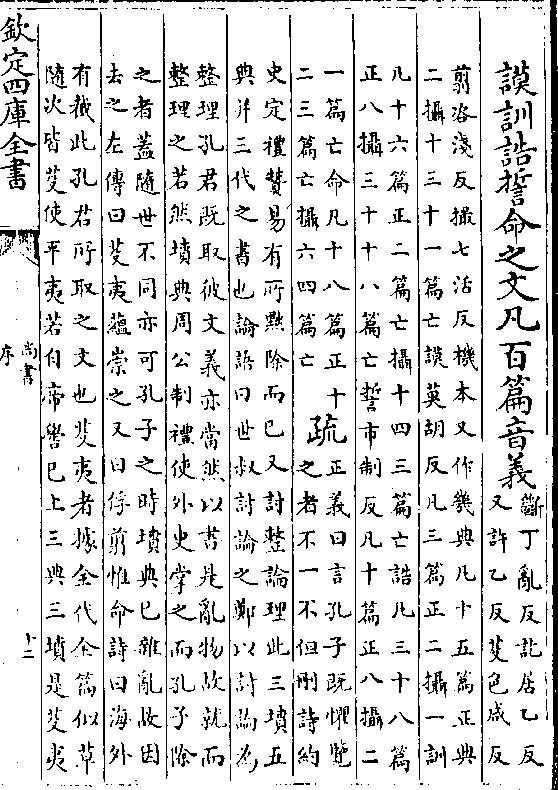 謨訓誥誓命之文凡百篇音義
斷丁亂反訖居乙反
又許乙反芟色咸反
翦咨淺反撮七活反機本又作幾典凡十五篇正典
二攝十三十一篇亡謨莫胡反凡三篇正二攝一訓
凡十六篇正二篇亡攝十四三篇亡誥凡三十八篇
正八攝三十十八篇亡誓市制反凡十篇正八攝二
一篇亡命凡十八篇正十
二三篇亡攝六四篇亡
疏
正義曰言孔子既懼覽
之者不一不但刪詩約
史定禮贊易有所黜除而已又討整論理此三墳五
典并三代之書也論語曰世叔討論之鄭以討論為
整理孔君既取彼文義亦當然以書是亂物故就而
整理之若然墳典周公制禮使外史掌之而孔子除
之者蓋隨世不同亦可孔子之時墳典已雜亂故因
去之左傳曰芟夷蘊崇之又曰俘翦惟命詩曰海外
有截此孔君所取之文也芟夷者據全代全篇似草
隨次皆芟使平夷若自帝嚳已上三典三墳是芟夷
欽定四庫全書
尚書
序
十二